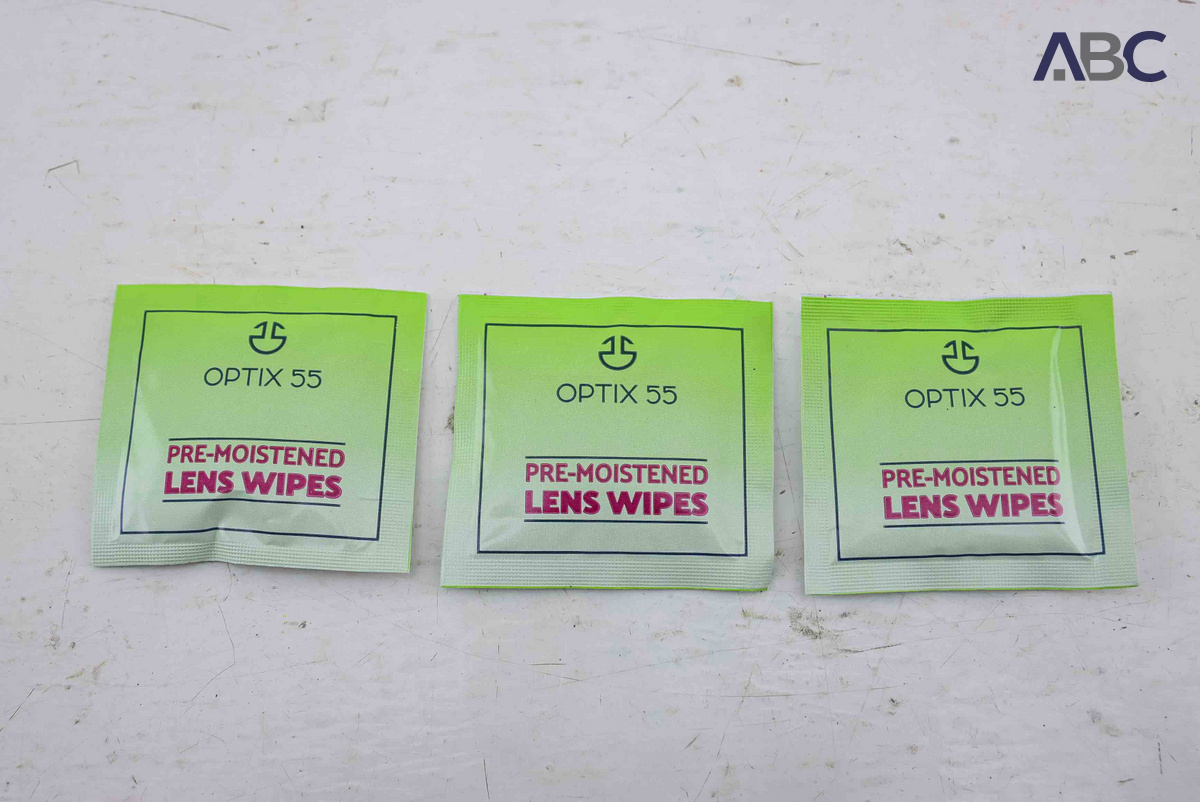 ABC
OPTIX 55
PRE-MOISTENED
LENS WIPES
OPTIX 55
PRE-MOISTENED
LENS WIPES
OPTIX 55
PRE-MOISTENED
LENS WIPES